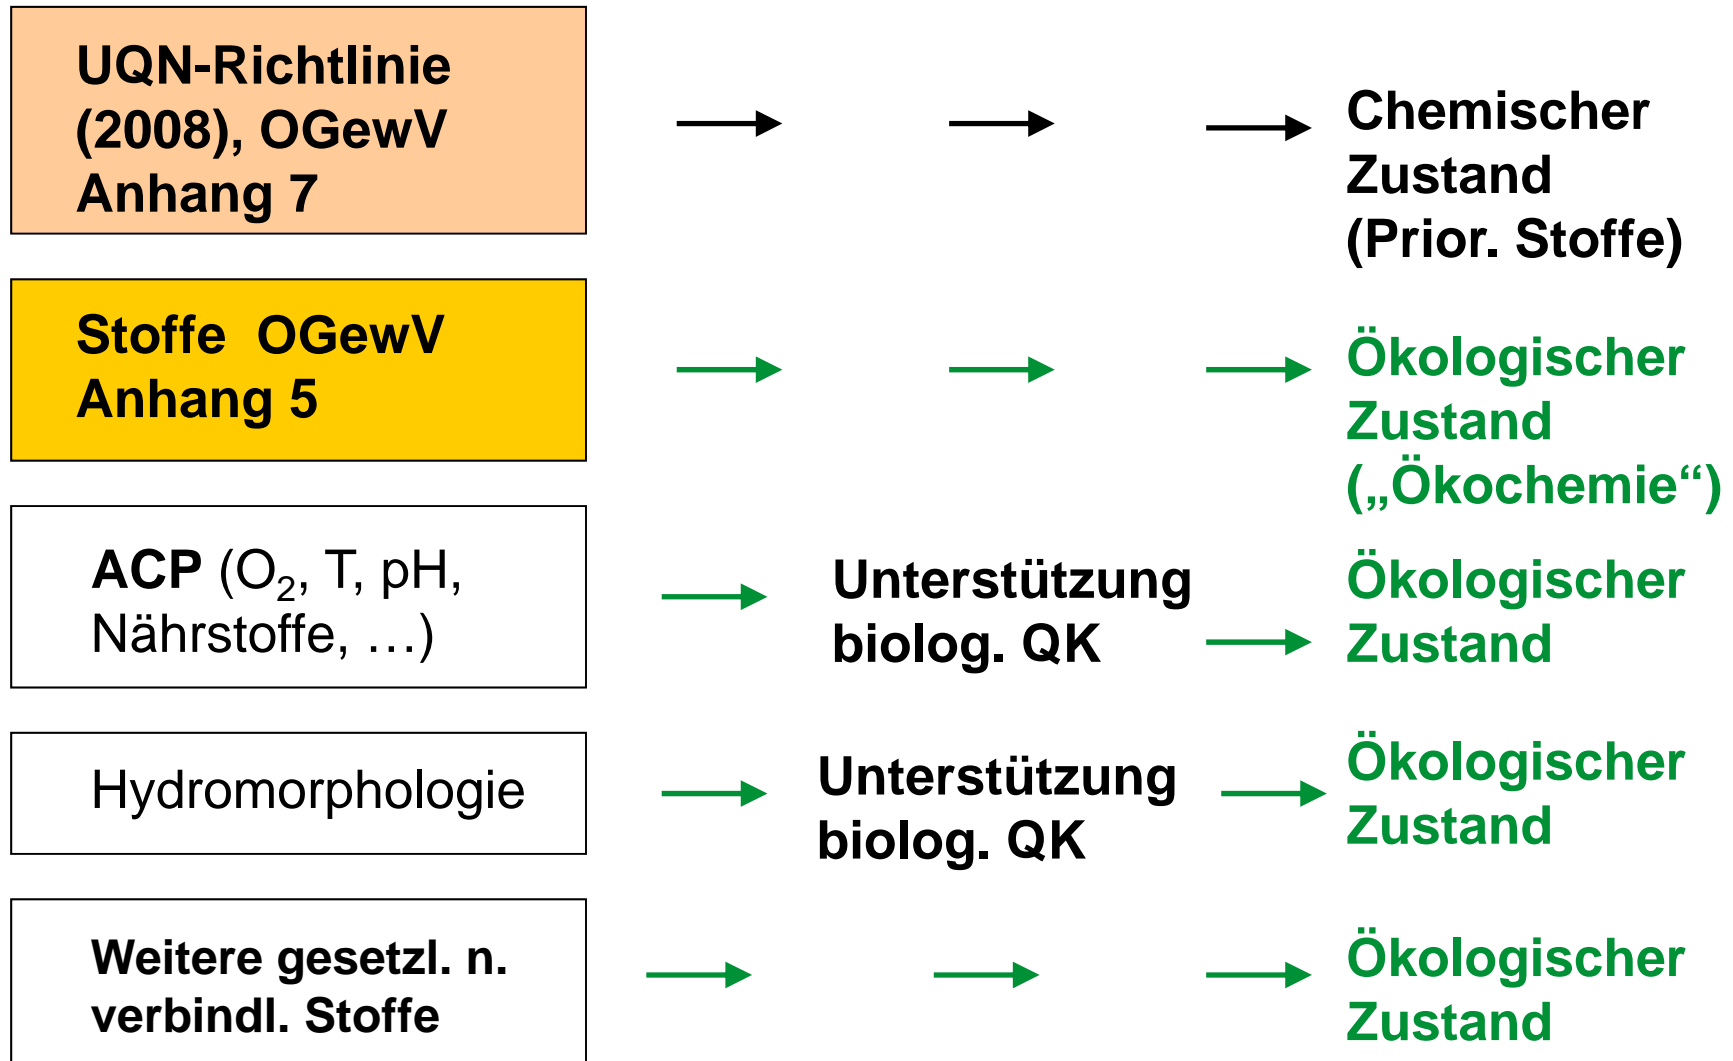 UQN-Richtlinie
(2008), OGewV
Anhang 7
Chemischer
Zustand
(Prior. Stoffe)
Stoffe  OGewV
Anhang 5
Ökologischer
Zustand
(„Ökochemie“)
ACP (O₂, T, pH,
Nährstoffe, …)
Unterstützung
biolog. QK
Ökologischer
Zustand
Hydromorphologie
Unterstützung
biolog. QK
Ökologischer
Zustand
Weitere gesetzl. n.
verbindl. Stoffe
Ökologischer
Zustand